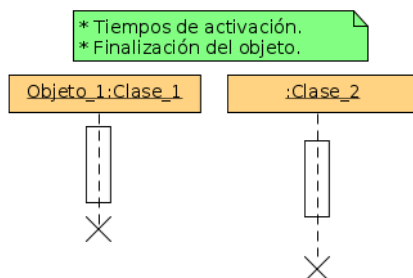 * Tiempos de activación.
* Finalización del objeto.
Objeto_1:Clase_1
:Clase_2